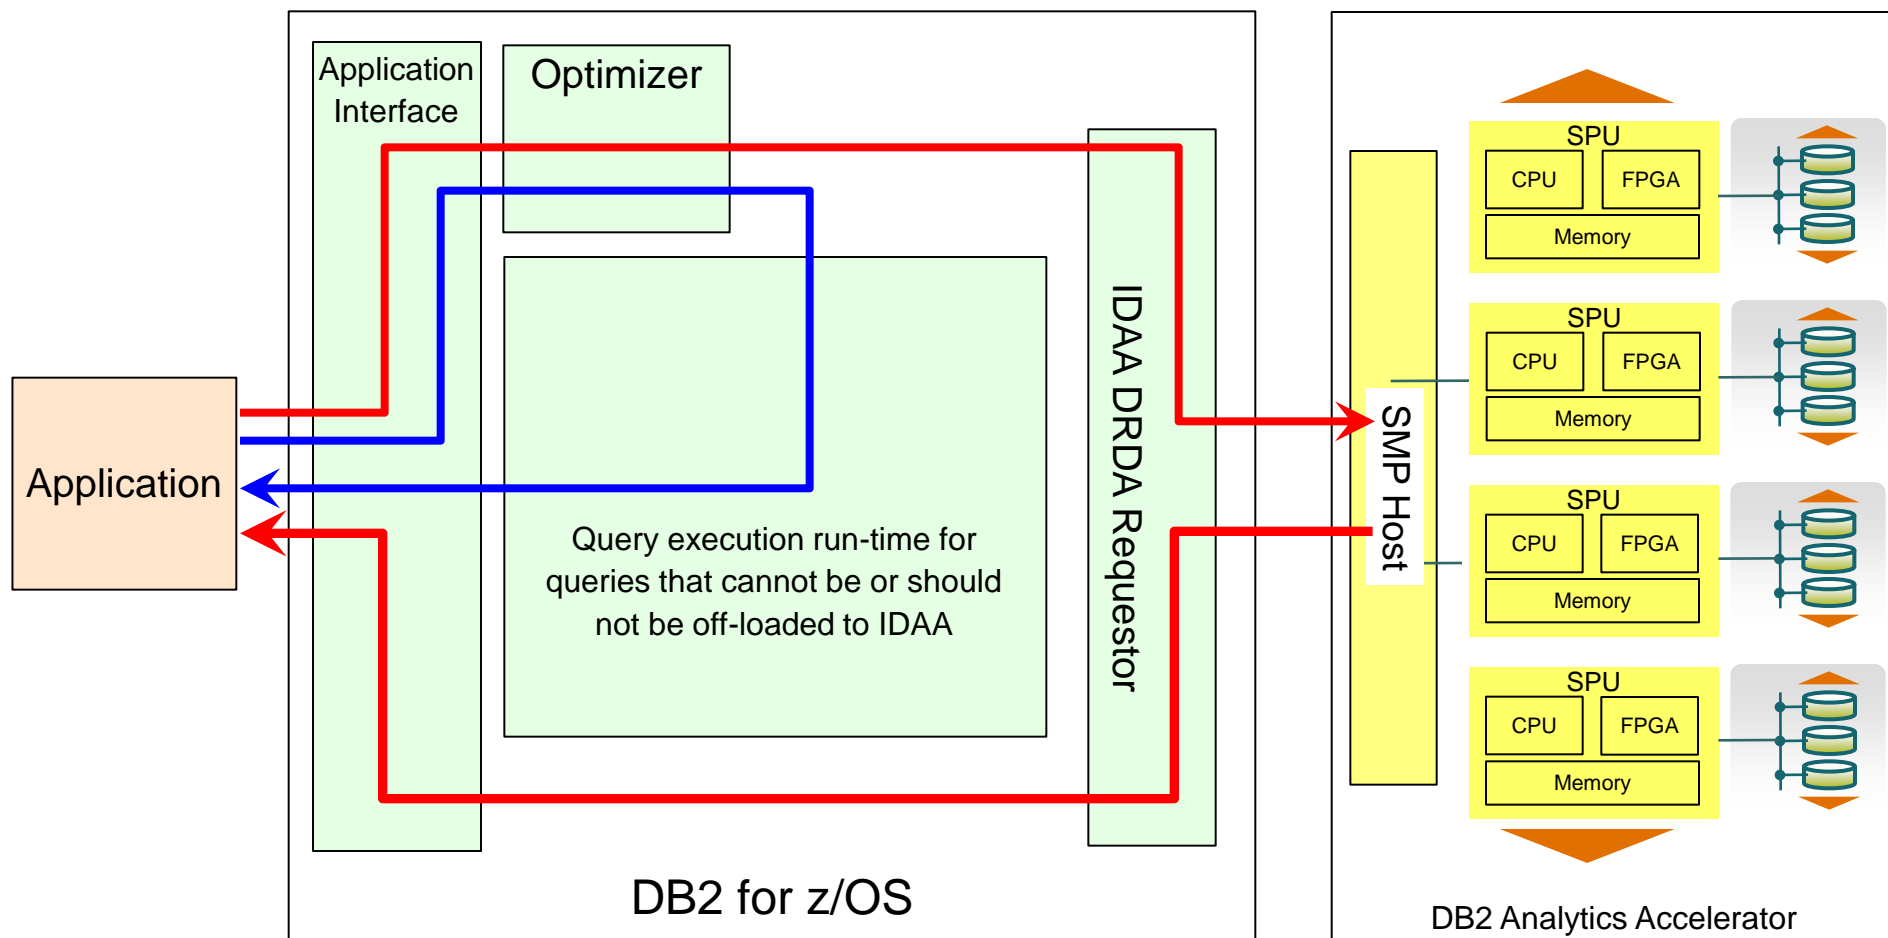 Application
Application
Interface
Optimizer
Query execution run-time for
queries that cannot be or should
not be off-loaded to IDAA
IDAA DRDA Requestor
DB2 for z/OS
SMP Host
SPU
CPU
FPGA
Memory
SPU
CPU
FPGA
Memory
SPU
CPU
FPGA
Memory
SPU
CPU
FPGA
Memory
DB2 Analytics Accelerator